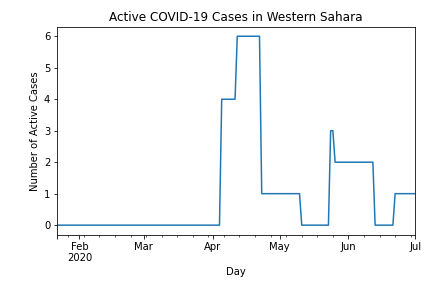 Active COVID-19 Cases in Western Sahara
Number of Active Cases
6
5
4
3
2
1
0
Feb Mar Apr May Jun Jul
2020
Day